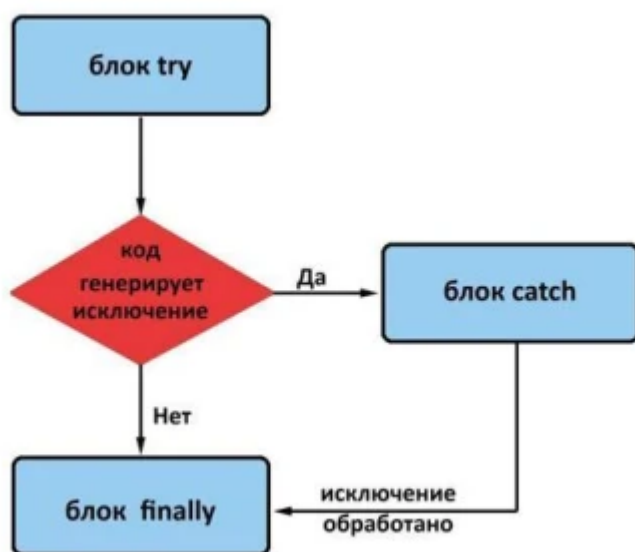 блок try
код
генерирует
исключение
Да
блок catch
Нет
блок finally
исключение
обработано